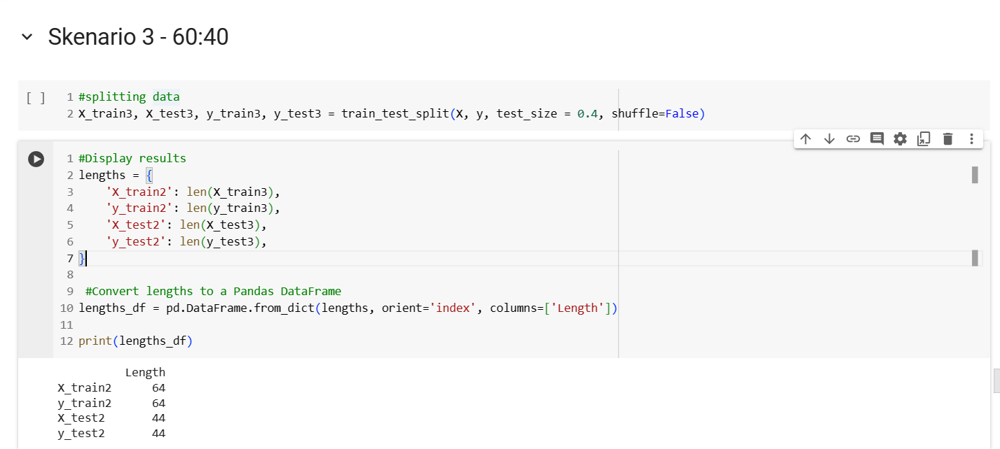 Skenario 3 - 60:40
[ ]
1 #splitting data
2 X_train3, X_test3, y_train3, y_test3 = train_test_split(X, y, test_size = 0.4, shuffle=False)
1 #Display results
2 lengths = {
3     'X_train2': len(X_train3),
4     'y_train2': len(y_train3),
5     'X_test2': len(X_test3),
6     'y_test2': len(y_test3),
7 }
8
9  #Convert lengths to a Pandas DataFrame
10 lengths_df = pd.DataFrame.from_dict(lengths, orient='index', columns=['Length'])
11
12 print(lengths_df)
Length
X_train2 64
y_train2 64
X_test2 44
y_test2 44